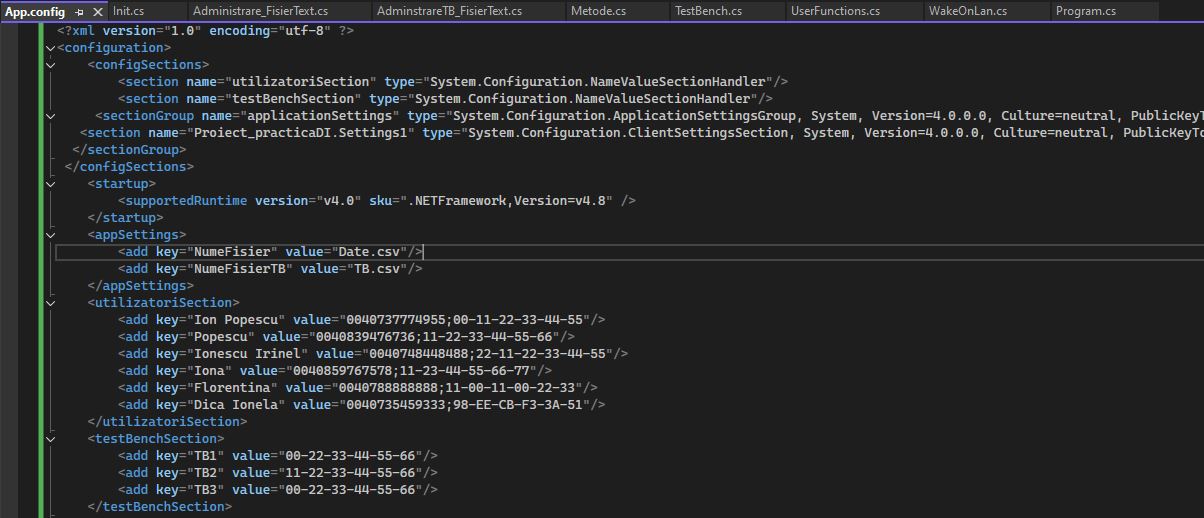 App.config Init.cs Administrare_FisierText.cs AdminstrareTB_FisierText.cs Metode.cs TestBench.cs UserFunctions.cs WakeOnLan.cs Program.cs
<?xml version="1.0" encoding="utf-8" ?>
<configuration>
<configSections>
<section name="utilizatoriSection" type="System.Configuration.NameValueSectionHandler"/>
<section name="testBenchSection" type="System.Configuration.NameValueSectionHandler"/>
<sectionGroup name="applicationSettings" type="System.Configuration.ApplicationSettingsGroup, System, Version=4.0.0.0, Culture=neutral, PublicKeyT
<section name="Proiect_practicaDI.Settings1" type="System.Configuration.ClientSettingsSection, System, Version=4.0.0.0, Culture=neutral, PublicKeyTo
</sectionGroup>
</configSections>
<startup>
<supportedRuntime version="v4.0" sku=".NETFramework,Version=v4.8" />
</startup>
<appSettings>
<add key="NumeFisier" value="Date.csv"/>
<add key="NumeFisierTB" value="TB.csv"/>
</appSettings>
<utilizatoriSection>
<add key="Ion Popescu" value="0040737774955;00-11-22-33-44-55"/>
<add key="Popescu" value="0040839476736;11-22-33-44-55-66"/>
<add key="Ionescu Irinel" value="0040748448488;22-11-22-33-44-55"/>
<add key="Iona" value="0040859767578;11-23-44-55-66-77"/>
<add key="Florentina" value="0040788888888;11-00-11-00-22-33"/>
<add key="Dica Ionela" value="0040735459333;98-EE-CB-F3-3A-51"/>
</utilizatoriSection>
<testBenchSection>
<add key="TB1" value="00-22-33-44-55-66"/>
<add key="TB2" value="11-22-33-44-55-66"/>
<add key="TB3" value="00-22-33-44-55-66"/>
</testBenchSection>